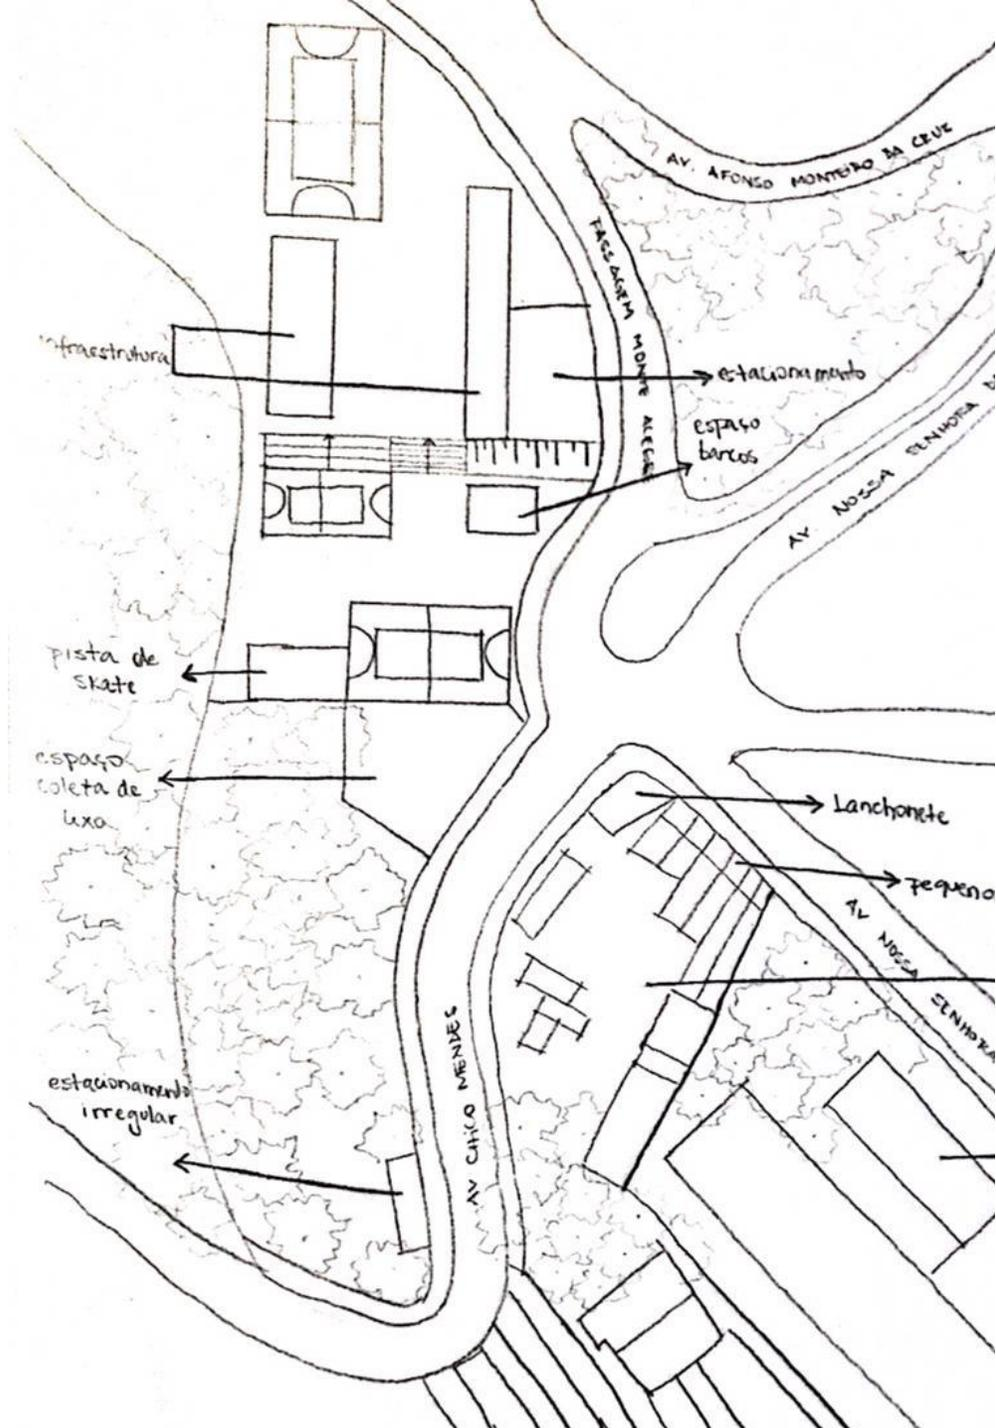 AV. AFONSO MONTEIRO DA CRUZ
PASSAGEM MONTE ALEGRE
infraestrutura
estacionamento
espaço
barcos
AV. NOSSA SENHORA
pista de
skate
espaço
coleta de
lixo
Lanchonete
pequeno
AV NOSSA SENHORA
AV CHICO MENDES
estacionamento
irregular